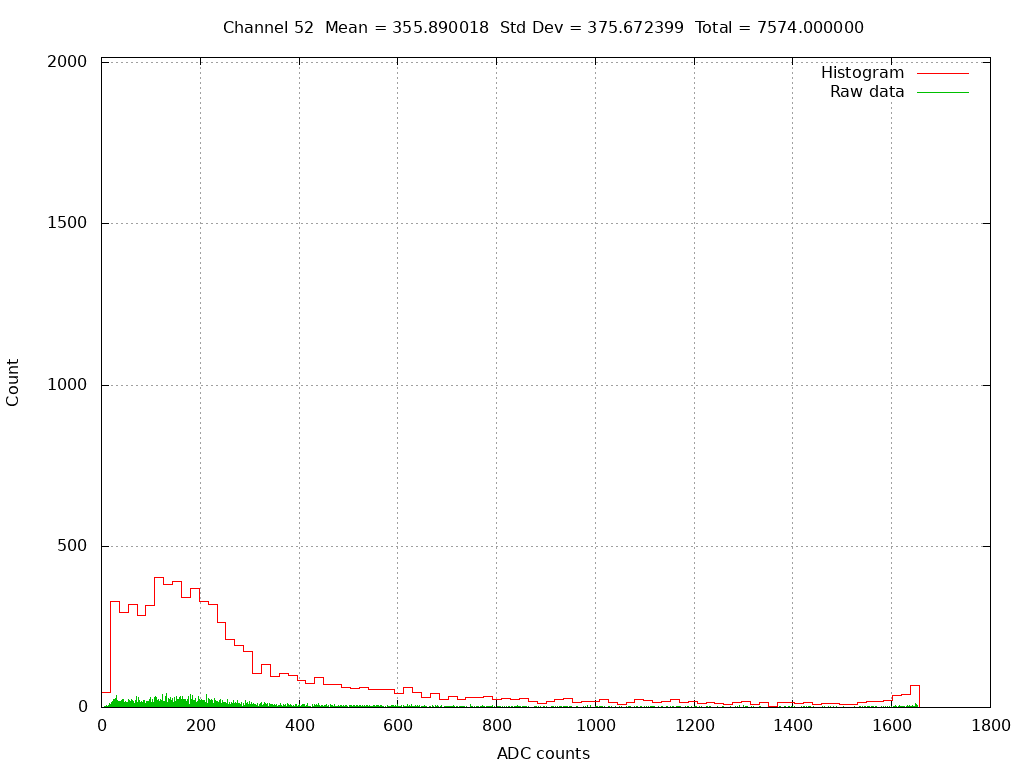 Channel 52  Mean = 355.890018  Std Dev = 375.672399  Total = 7574.000000
Histogram
Raw data
2000
1500
1000
500
0
Count
0 200 400 600 800 1000 1200 1400 1600 1800
ADC counts